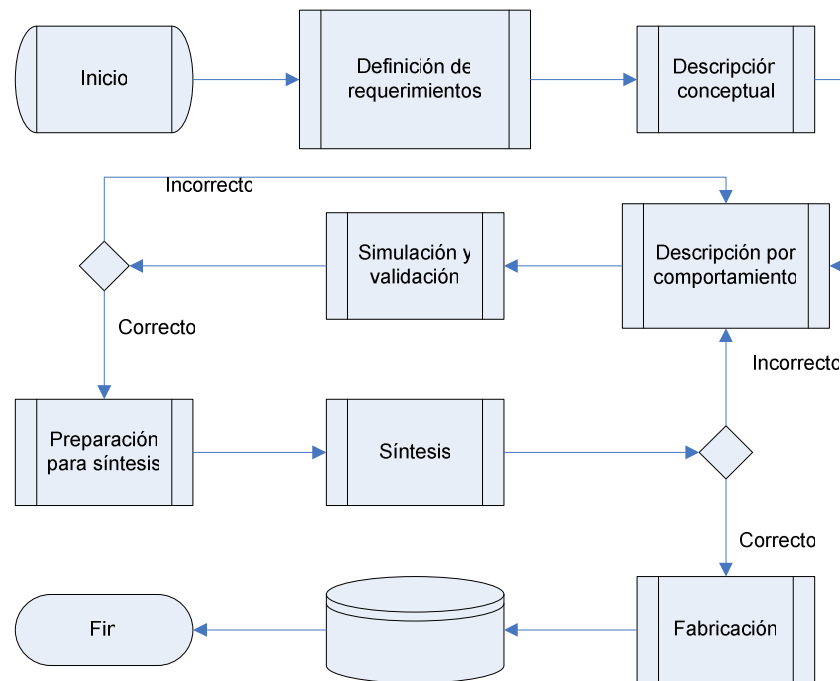 Inicio
Definición de
requerimientos
Descripción
conceptual
Incorrecto
Simulación y
validación
Descripción por
comportamiento
Correcto
Incorrecto
Preparación
para síntesis
Síntesis
Correcto
Fin
Fabricación